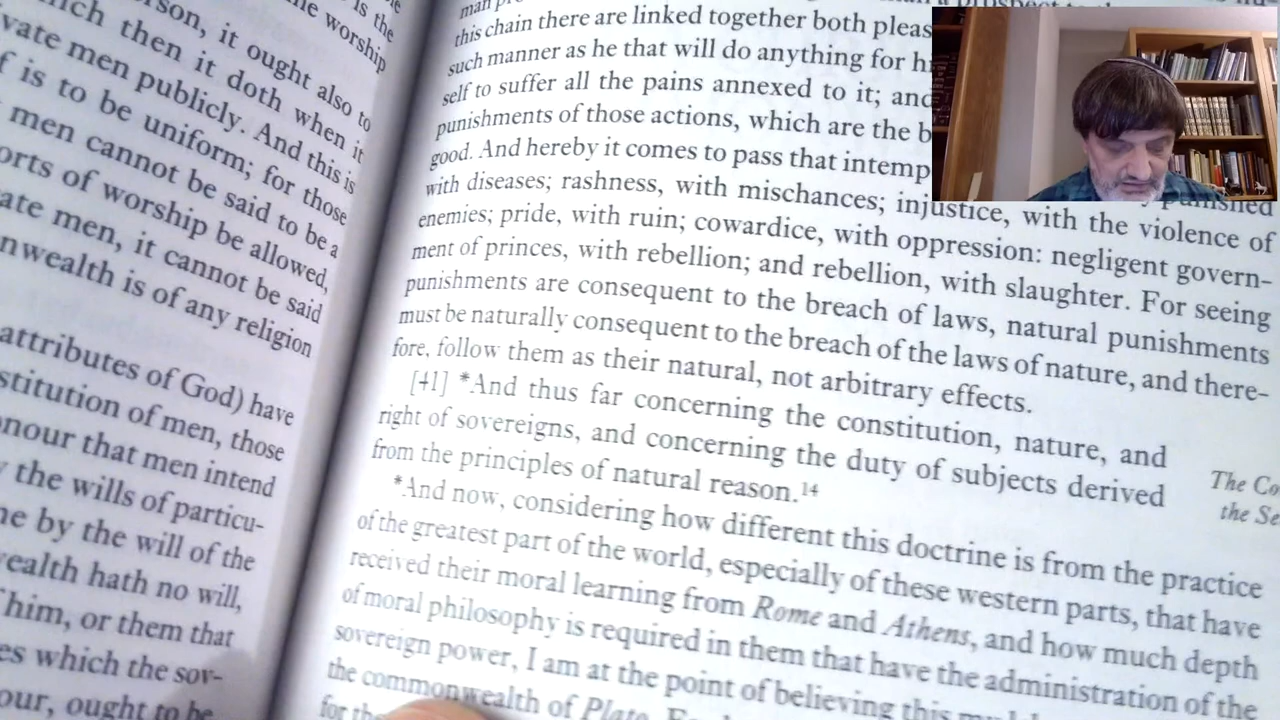 is the
he worship
rson, it ought also to
ich then it doth when it
vate men publicly. And this is
f is to be uniform; for those
men cannot be said to be a
orts of worship be allowed,
ate men, it cannot be said
nwealth is of any religion
attributes of God) have
stitution of men, those
onour that men intend
the wills of particu-
ne by the will of the
ealth hath no will,
him, or them that
es which the sov-
our, ought to be
this chain there are linked together both pleas
such manner as he that will do anything for h
self to suffer all the pains annexed to it; and
punishments of those actions, which are the b
good. And hereby it comes to pass that intemp
with diseases; rashness, with mischances; injustice, with the violence of
enemies; pride, with ruin; cowardice, with oppression: negligent govern-
ment of princes, with rebellion; and rebellion, with slaughter. For seeing
punishments are consequent to the breach of laws, natural punishments
must be naturally consequent to the breach of the laws of nature, and there-
fore, follow them as their natural, not arbitrary effects.
[41] *And thus far concerning the constitution, nature, and
right of sovereigns, and concerning the duty of subjects derived
from the principles of natural reason.14
The Co
the Se
*And now, considering how different this doctrine is from the practice
of the greatest part of the world, especially of these western parts, that have
received their moral learning from Rome and Athens, and how much depth
of moral philosophy is required in them that have the administration of the
sovereign power, I am at the point of believing this
the commonwealth of Plato.
for the